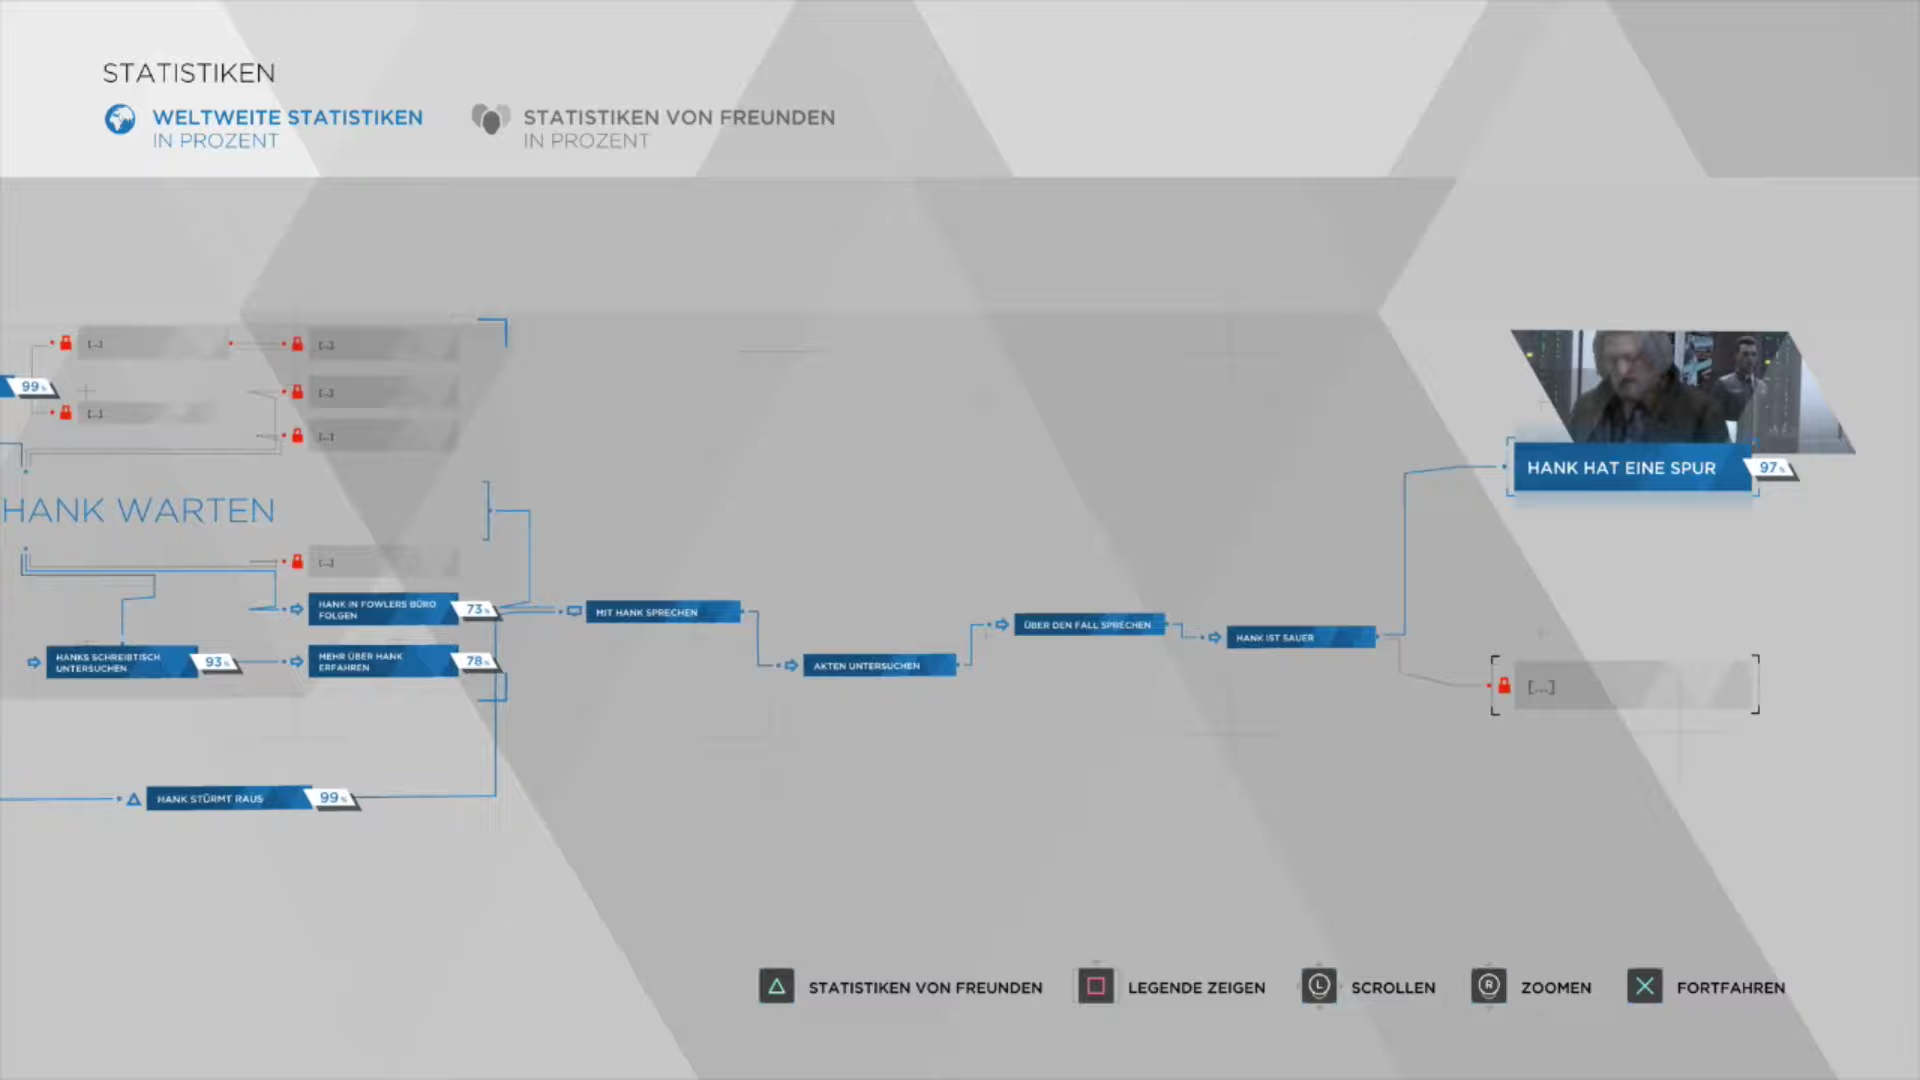 STATISTIKEN
WELTWEITE STATISTIKEN
IN PROZENT
STATISTIKEN VON FREUNDEN
IN PROZENT
[...]
[...]
99%
[...]
[...]
[...]
HANK HAT EINE SPUR
97%
HANK WARTEN
[...]
HANK IN FOWLERS BÜRO
FOLGEN
73%
MIT HANK SPRECHEN
ÜBER DEN FALL SPRECHEN
HANK IST SAUER
HANKS SCHREIBTISCH
UNTERSUCHEN
93%
MEHR ÜBER HANK
ERFAHREN
78%
AKTEN UNTERSUCHEN
[...]
HANK STÜRMT RAUS
99%
STATISTIKEN VON FREUNDEN
LEGENDE ZEIGEN
L
SCROLLEN
R
ZOOMEN
FORTFAHREN